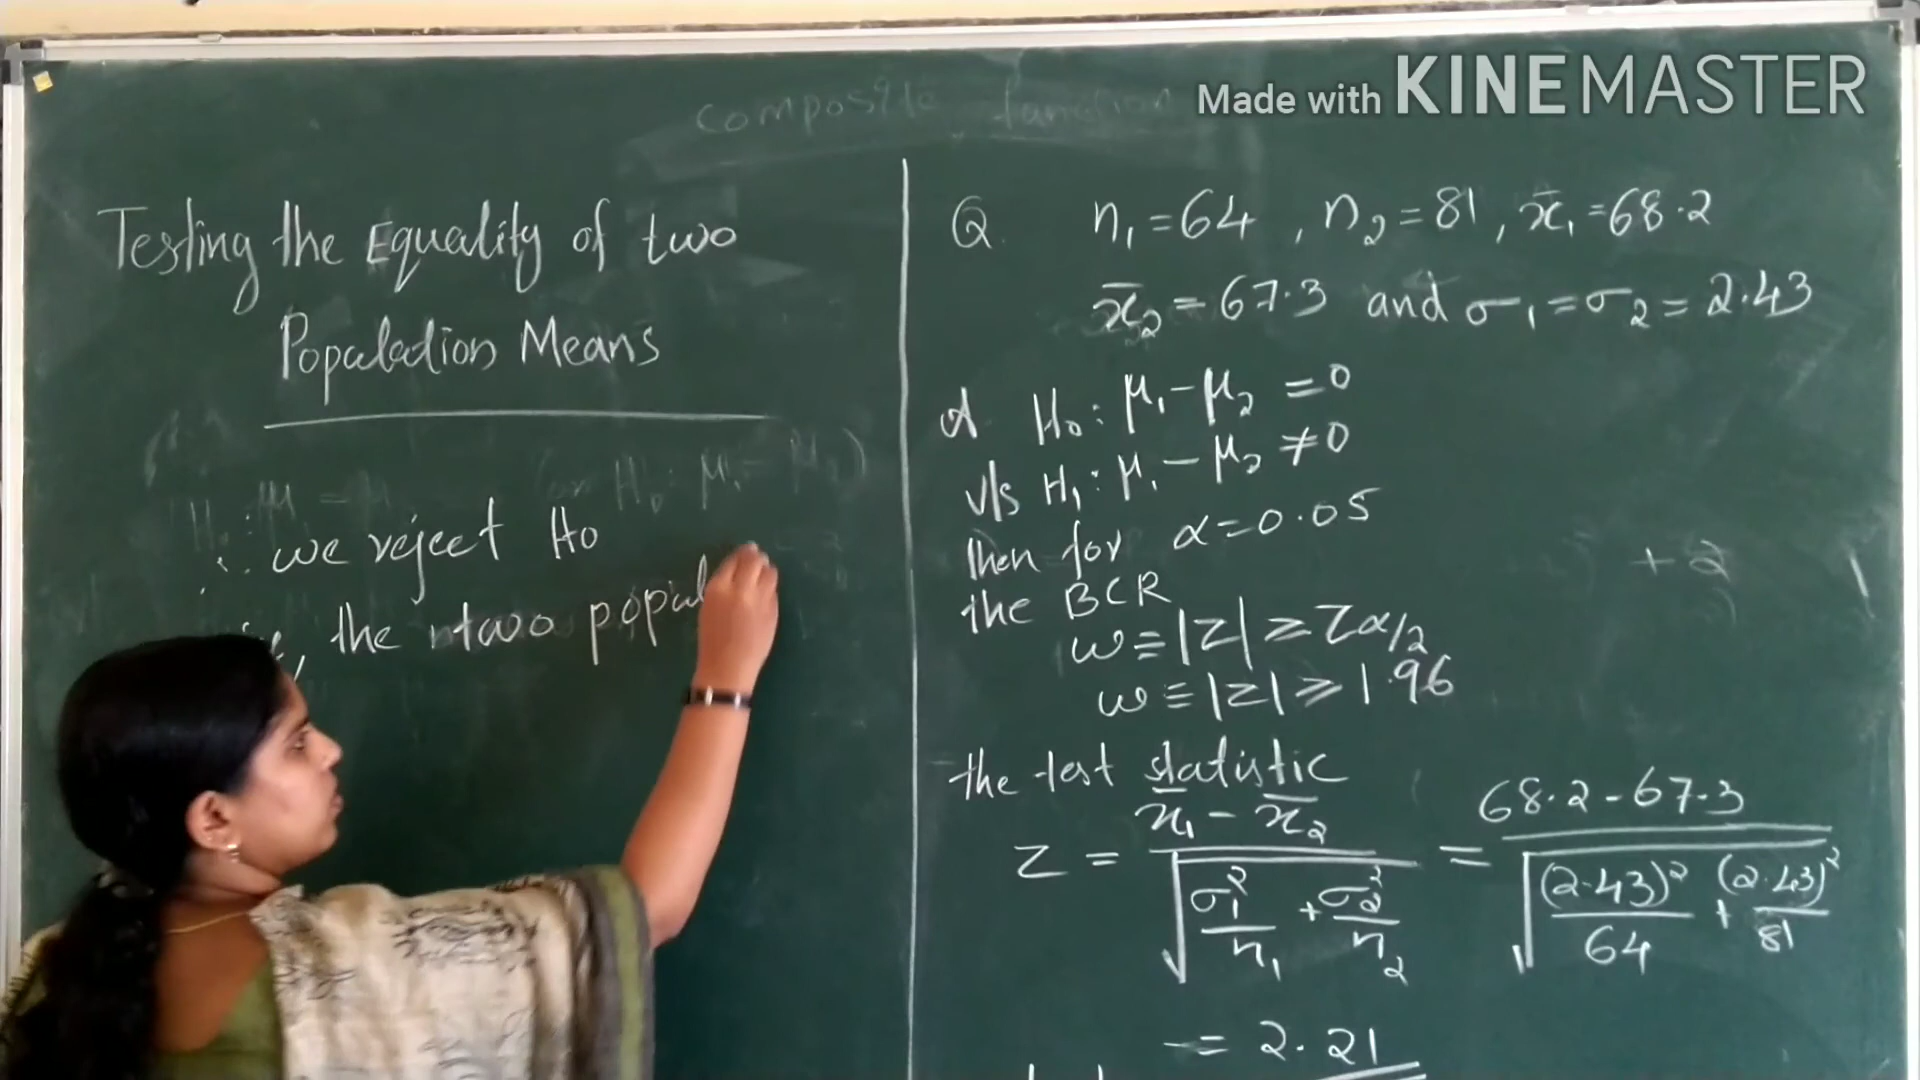 Made with KINEMASTER
composite function
Testing the Equality of two
Population Means
∴ we reject H₀
the two popul
Q. n₁ = 64, n₂ = 81, x̄₁ = 68.2
x̄₂ = 67.3 and σ₁ = σ₂ = 2.43
H₀: μ₁ - μ₂ = 0
v/s H₁: μ₁ - μ₂ ≠ 0
then for α = 0.05
the BCR
ω ≡ |Z| ≥ Zα/2
ω ≡ |Z| ≥ 1.96
the test statistic
Z = (x̄₁ - x̄₂) / √(σ₁²/n₁ + σ₂²/n₂) = (68.2 - 67.3) / √((2.43)²/64 + (2.43)²/81)
= 2.21